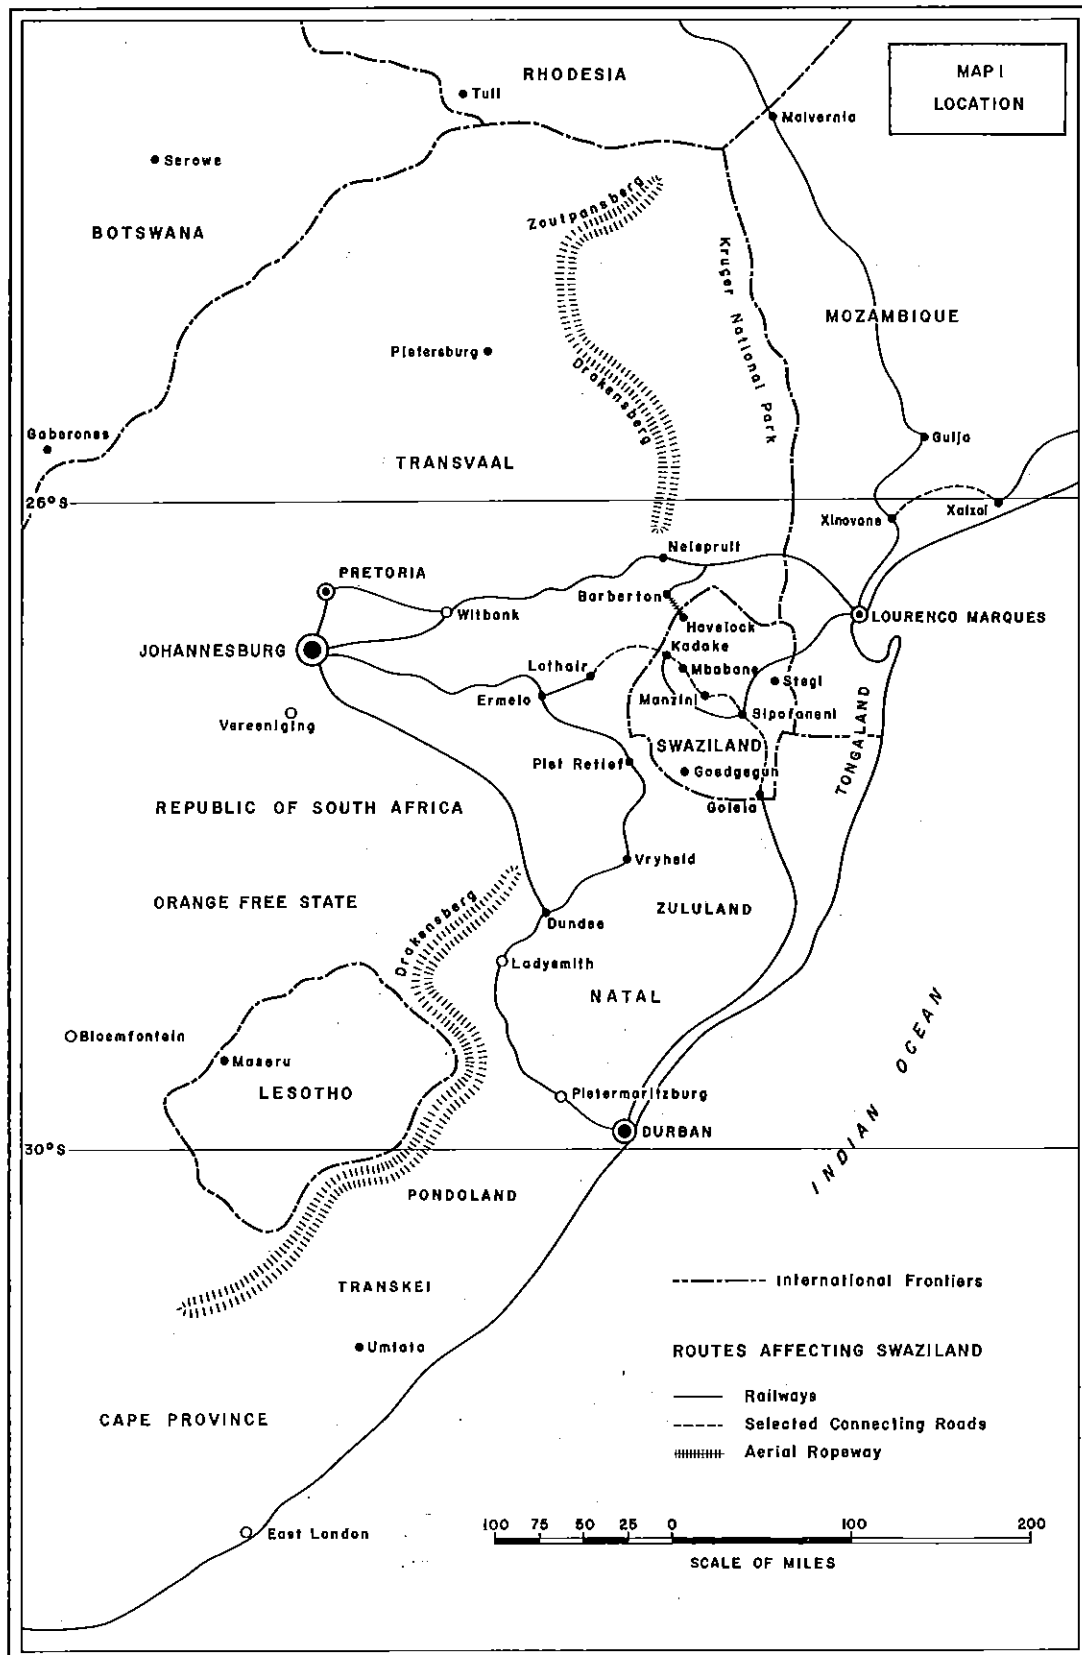 MAP I
LOCATION
RHODESIA
Tuli
Malvernia
Serowe
BOTSWANA
Zoutpansberg
Kruger National Park
MOZAMBIQUE
Pietersburg
Drakensberg
Gaberones
Guija
TRANSVAAL
26°S
Xinavane
Xaixai
Nelspruit
PRETORIA
Barberton
Witbank
Havelock
LOURENCO MARQUES
JOHANNESBURG
Kadake
Lothair
Mbabane
Stegi
Ermelo
Manzini
Sipofaneni
Vereeniging
SWAZILAND
TONGALAND
Piet Retief
Goedgegun
REPUBLIC OF SOUTH AFRICA
Golela
Vryheid
ORANGE FREE STATE
Drakensberg
ZULULAND
Dundee
Ladysmith
NATAL
Bloemfontein
Maseru
LESOTHO
Pietermaritzburg
DURBAN
INDIAN OCEAN
30°S
PONDOLAND
TRANSKEI
International Frontiers
Umtata
ROUTES AFFECTING SWAZILAND
Railways
CAPE PROVINCE
Selected Connecting Roads
Aerial Ropeway
East London
100 75 50 25 0 100 200
SCALE OF MILES